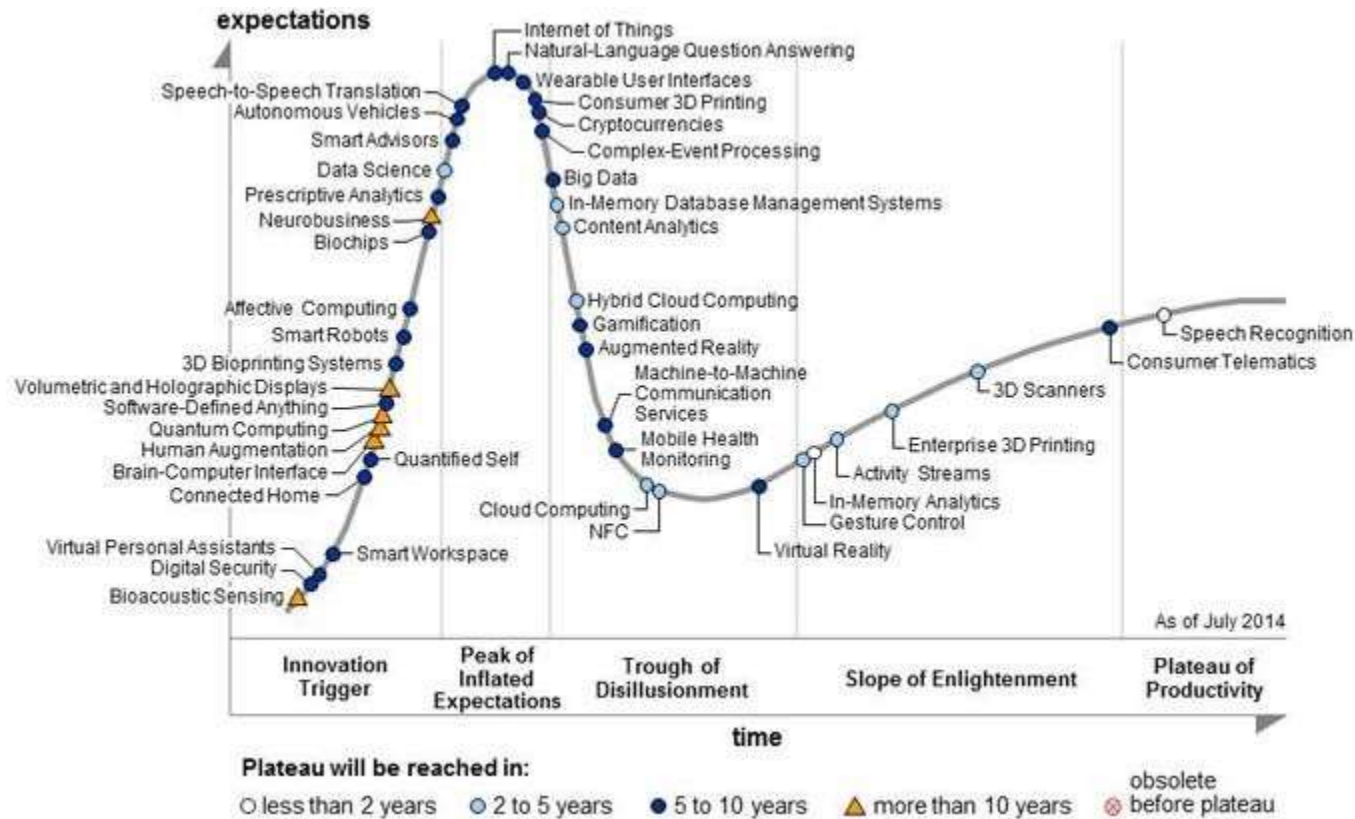 expectations
Internet of Things
Natural-Language Question Answering
Wearable User Interfaces
Consumer 3D Printing
Cryptocurrencies
Complex-Event Processing
Big Data
In-Memory Database Management Systems
Content Analytics
Speech-to-Speech Translation
Autonomous Vehicles
Smart Advisors
Data Science
Prescriptive Analytics
Neurobusiness
Biochips
Affective Computing
Smart Robots
3D Bioprinting Systems
Volumetric and Holographic Displays
Software-Defined Anything
Quantum Computing
Human Augmentation
Brain-Computer Interface
Connected Home
Quantified Self
Virtual Personal Assistants
Digital Security
Bioacoustic Sensing
Smart Workspace
Hybrid Cloud Computing
Gamification
Augmented Reality
Machine-to-Machine
Communication
Services
Mobile Health
Monitoring
Cloud Computing
NFC
Virtual Reality
Gesture Control
In-Memory Analytics
Activity Streams
Enterprise 3D Printing
3D Scanners
Consumer Telematics
Speech Recognition
As of July 2014
Innovation
Trigger
Peak of
Inflated
Expectations
Trough of
Disillusionment
Slope of Enlightenment
Plateau of
Productivity
time
Plateau will be reached in:
less than 2 years
2 to 5 years
5 to 10 years
more than 10 years
obsolete
before plateau